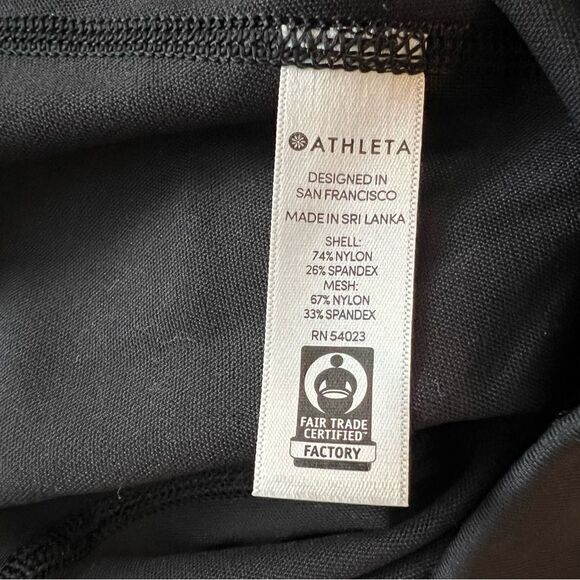 ATHLETA
DESIGNED IN
SAN FRANCISCO
MADE IN SRI LANKA
SHELL:
74% NYLON
26% SPANDEX
MESH:
67% NYLON
33% SPANDEX
RN 54023
FAIR TRADE
CERTIFIED™
FACTORY